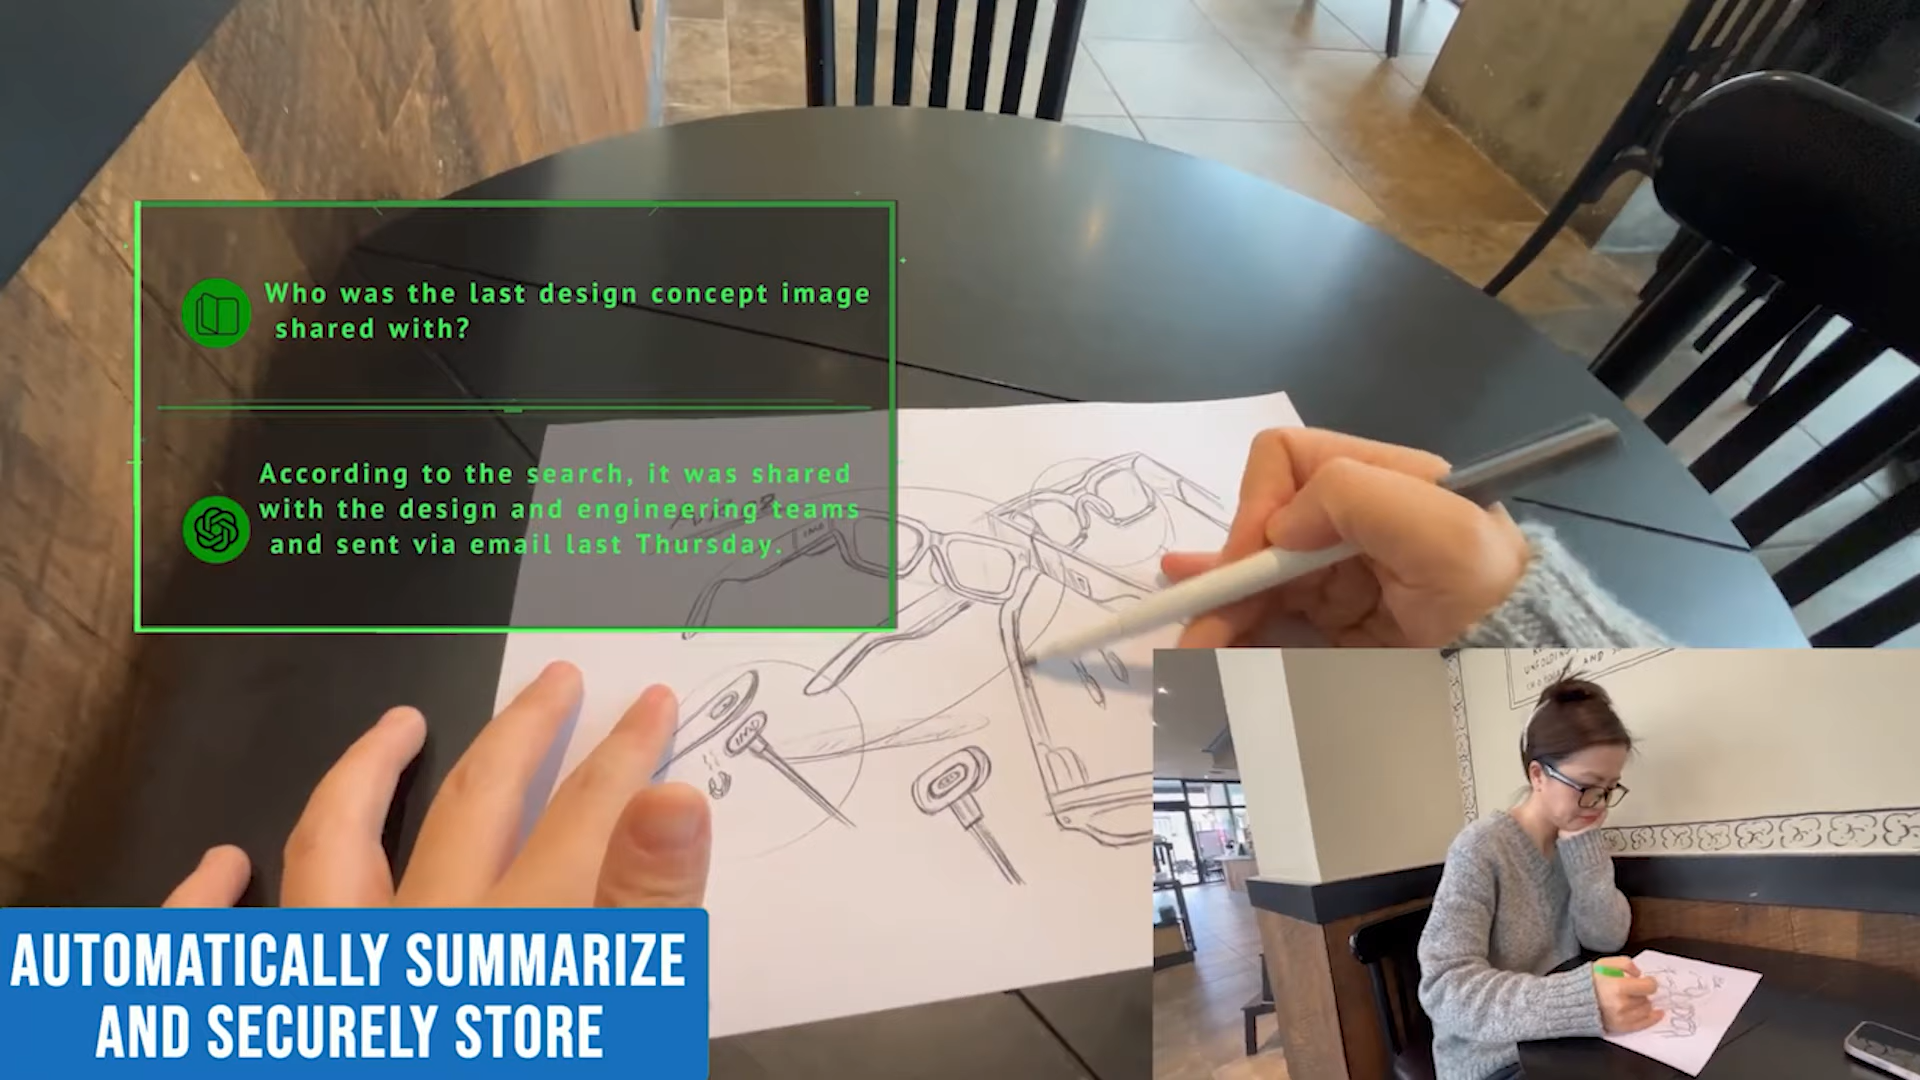 Who was the last design concept image
shared with?
According to the search, it was shared
with the design and engineering teams
and sent via email last Thursday.
AUTOMATICALLY SUMMARIZE
AND SECURELY STORE